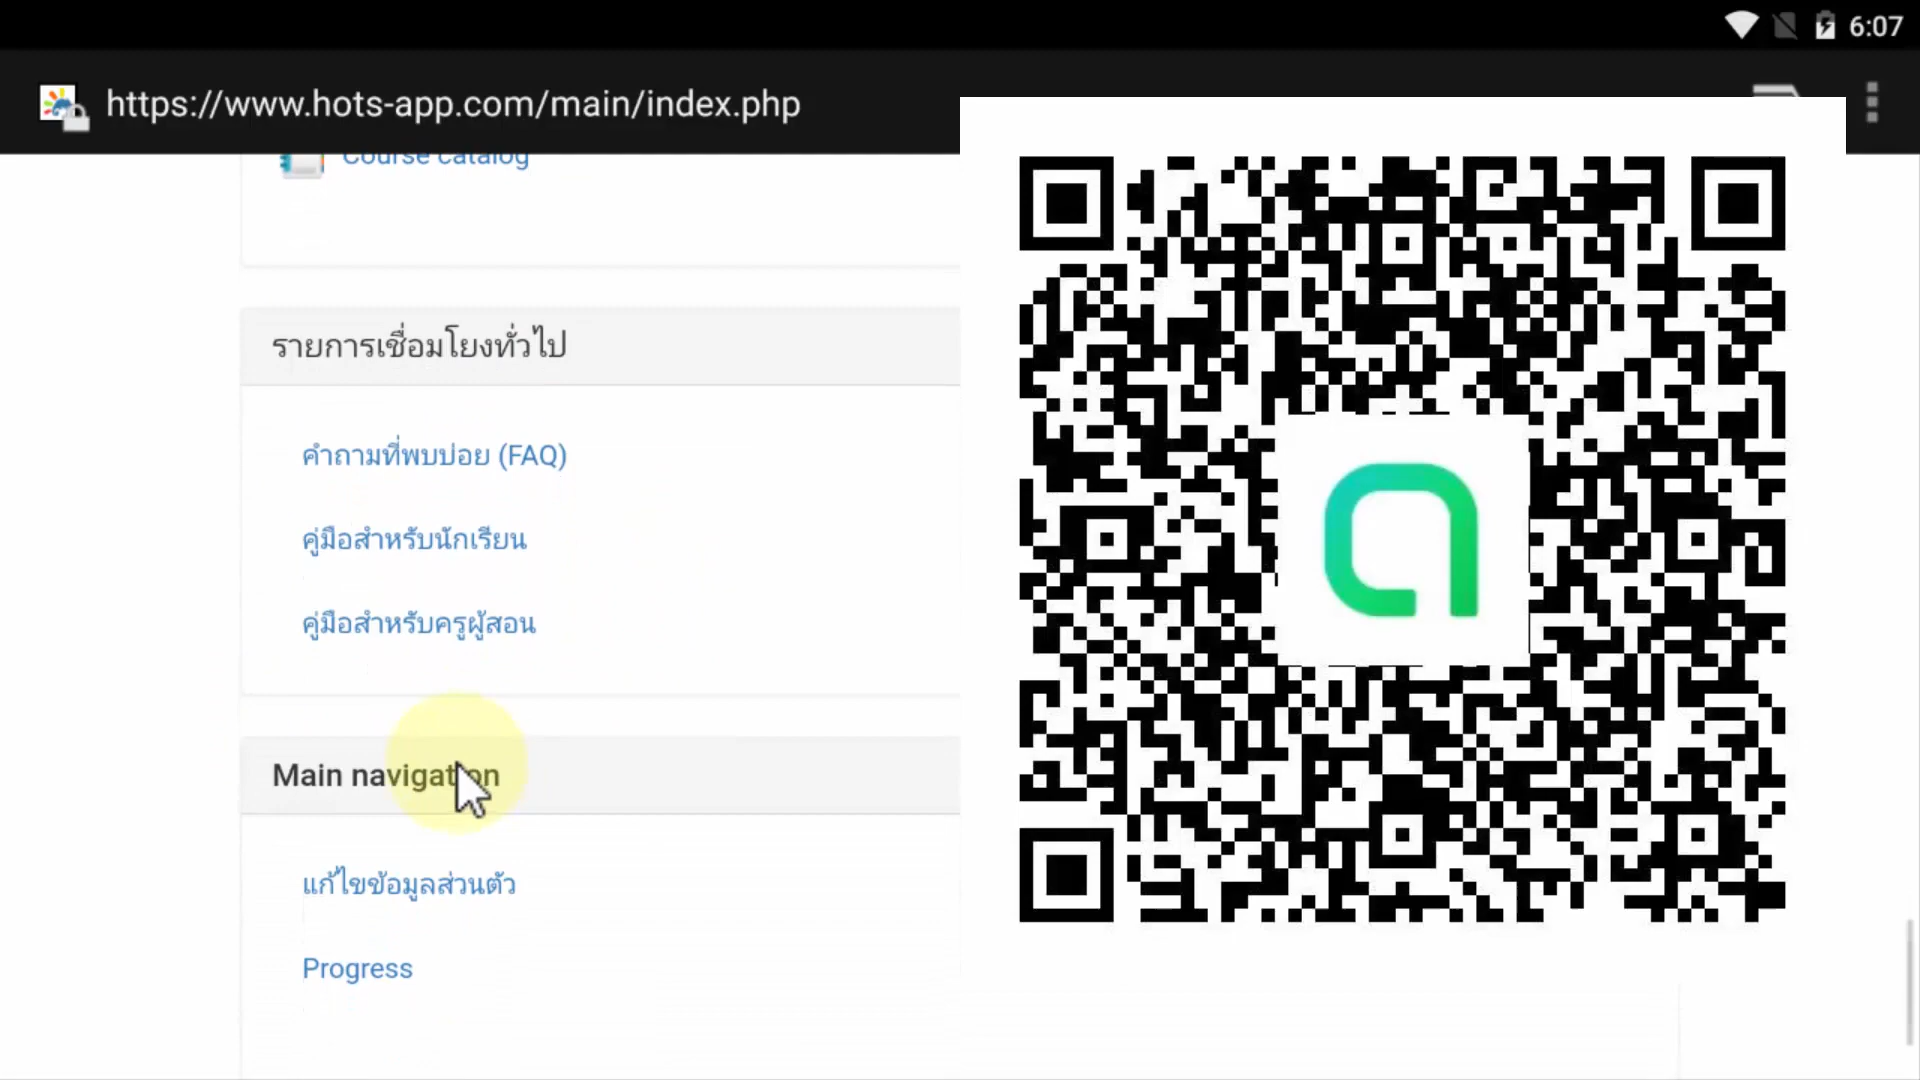 6:07
https://www.hots-app.com/main/index.php
Course catalog
รายการเชื่อมโยงทั่วไป
คำถามที่พบบ่อย (FAQ)
คู่มือสำหรับนักเรียน
คู่มือสำหรับครูผู้สอน
Main navigation
แก้ไขข้อมูลส่วนตัว
Progress